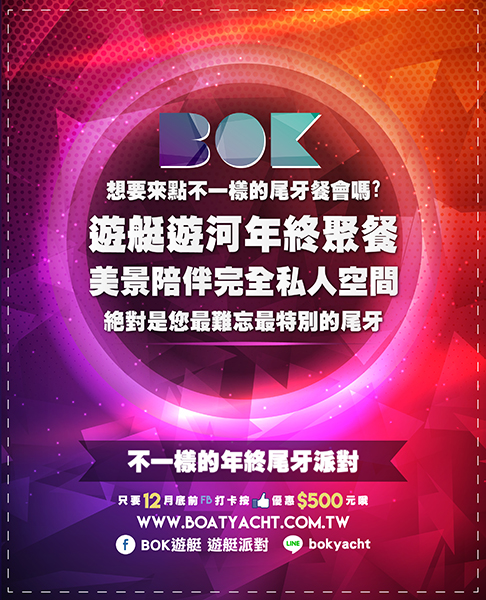 BOK
想要來點不一樣的尾牙餐會嗎?
遊艇遊河年終聚餐
美景陪伴完全私人空間
絕對是您最難忘最特別的尾牙
不一樣的年終尾牙派對
只要12月底前FB打卡按優惠$500元哦
WWW.BOATYACHT.COM.TW
f BOK遊艇 遊艇派對 LINE bokyacht